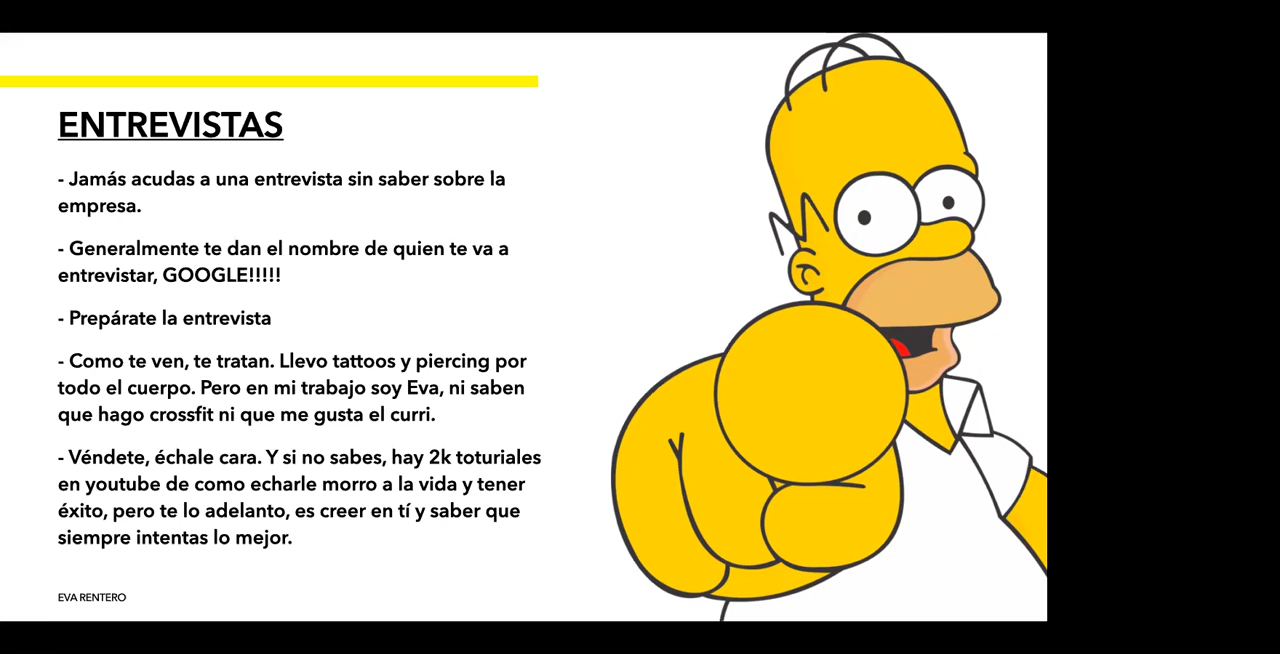 ENTREVISTAS
- Jamás acudas a una entrevista sin saber sobre la
empresa.
- Generalmente te dan el nombre de quien te va a
entrevistar, GOOGLE!!!!!
- Prepárate la entrevista
- Como te ven, te tratan. Llevo tattoos y piercing por
todo el cuerpo. Pero en mi trabajo soy Eva, ni saben
que hago crossfit ni que me gusta el curri.
- Véndete, échale cara. Y si no sabes, hay 2k toturiales
en youtube de como echarle morro a la vida y tener
éxito, pero te lo adelanto, es creer en tí y saber que
siempre intentas lo mejor.
EVA RENTERO